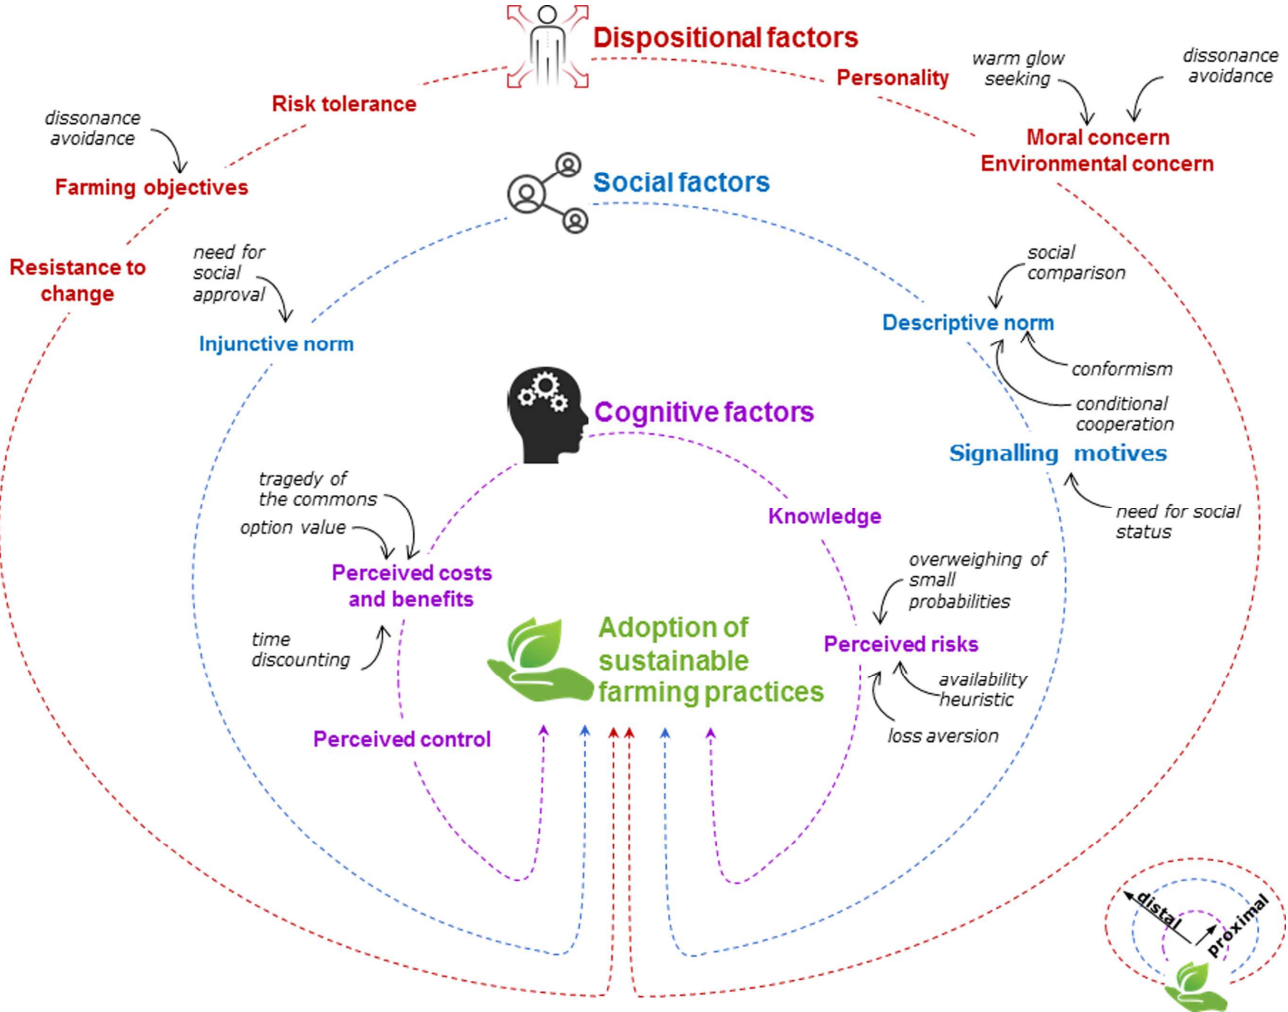 Dispositional factors
Personality
warm glow
seeking
dissonance
avoidance
Risk tolerance
Moral concern
Environmental concern
dissonance
avoidance
Farming objectives
Social factors
Resistance to
change
need for
social
approval
Injunctive norm
social
comparison
Descriptive norm
conformism
conditional
cooperation
Signalling motives
need for social
status
Cognitive factors
tragedy of
the commons
option value
Perceived costs
and benefits
time
discounting
Knowledge
overweighing of
small
probabilities
Perceived risks
availability
heuristic
loss aversion
Adoption of
sustainable
farming practices
Perceived control
distal
proximal